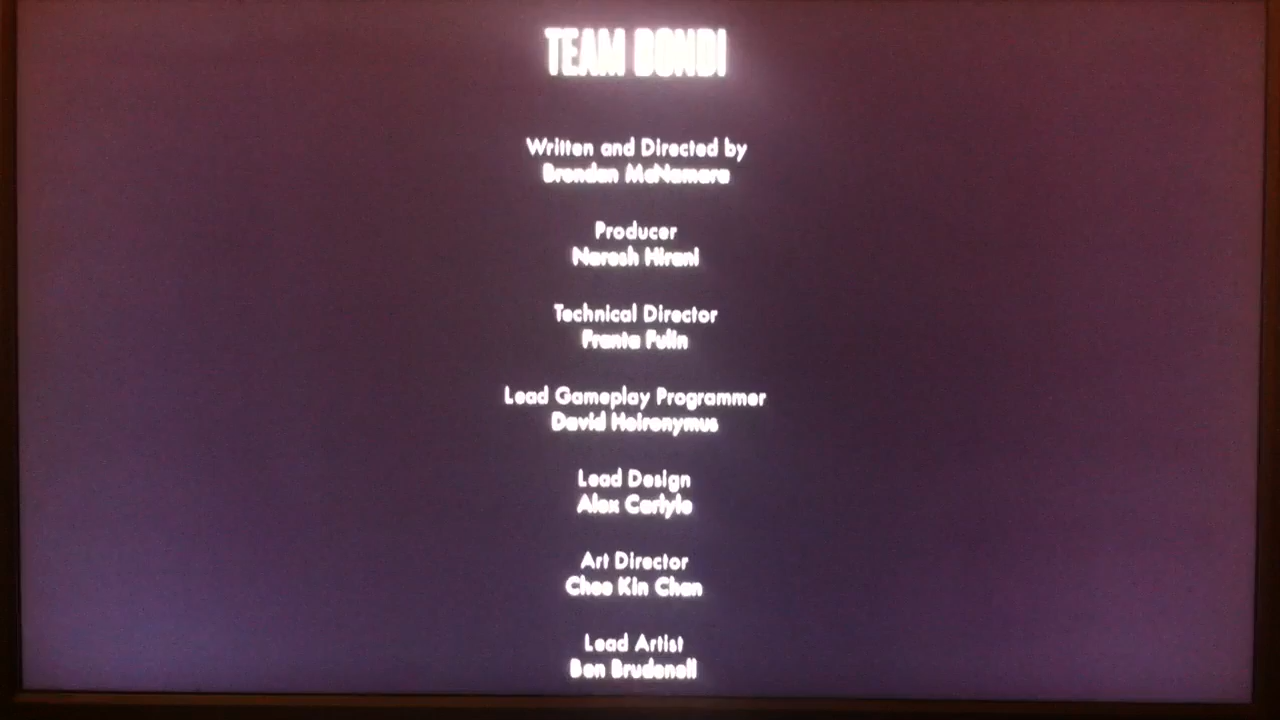 TEAM BONDI
Written and Directed by
Brendan McNamara
Producer
Naresh Hirani
Technical Director
Franta Fulin
Lead Gameplay Programmer
David Heironymus
Lead Design
Alex Carlyle
Art Director
Chee Kin Chan
Lead Artist
Ben Brudenell